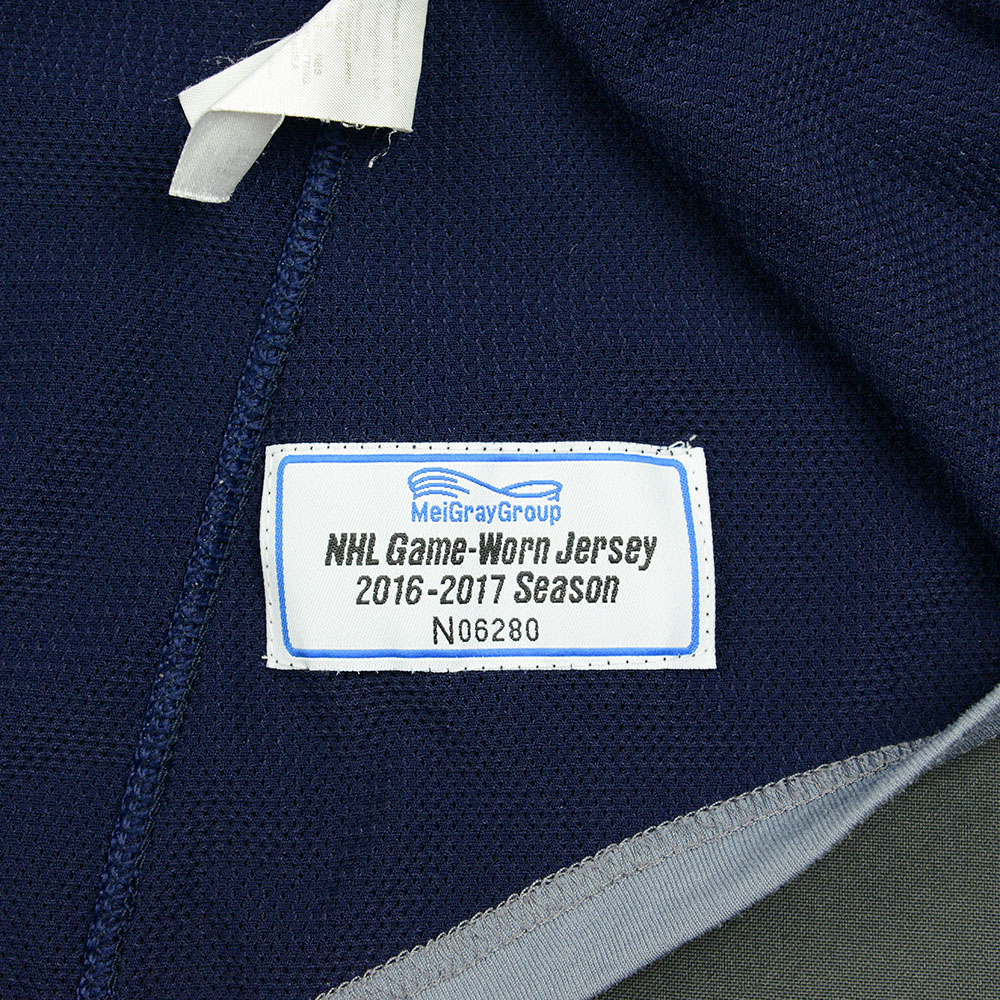 MeiGrayGroup
NHL Game-Worn Jersey
2016-2017 Season
N06280